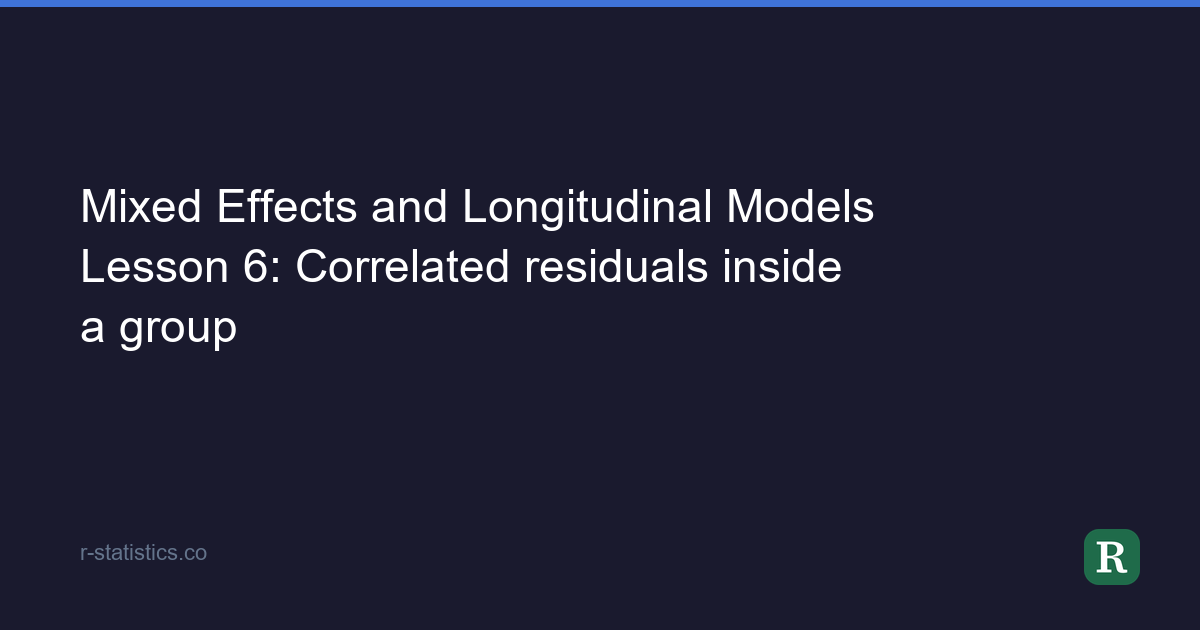 Mixed Effects and Longitudinal Models
Lesson 6: Correlated residuals inside
a group
r-statistics.co
R